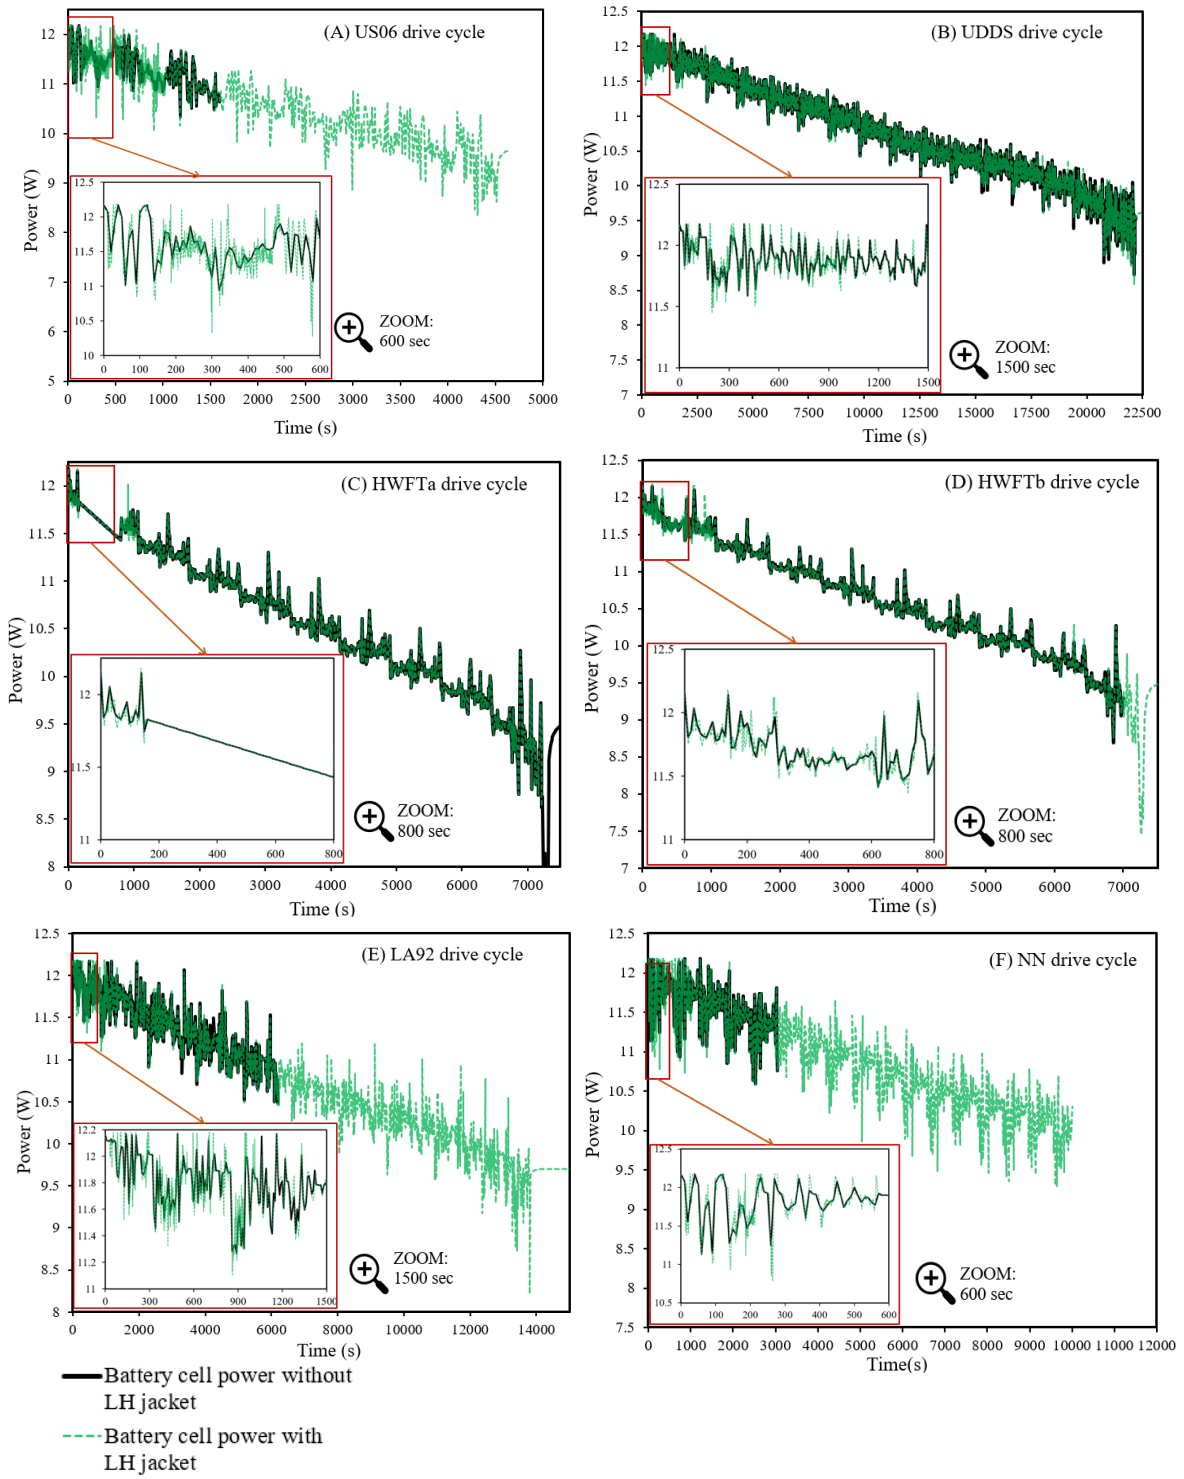 (A) US06 drive cycle
Power (W)
12
11
10
9
8
7
6
5
12.5
12
11.5
11
10.5
10
0 100 200 300 400 500 600
ZOOM:
600 sec
0 500 1000 1500 2000 2500 3000 3500 4000 4500 5000
Time (s)
(B) UDDS drive cycle
Power (W)
12.5
12
11.5
11
10.5
10
9.5
9
8.5
8
7.5
7
12.5
12
11.5
11
0 300 600 900 1200 1500
ZOOM:
1500 sec
0 2500 5000 7500 10000 12500 15000 17500 20000 22500
Time (s)
(C) HWFTa drive cycle
Power (W)
12
11.5
11
10.5
10
9.5
9
8.5
8
12
11.5
11
0 200 400 600 800
ZOOM:
800 sec
0 1000 2000 3000 4000 5000 6000 7000
Time (s)
(D) HWFTb drive cycle
Power (W)
12.5
12
11.5
11
10.5
10
9.5
9
8.5
8
7.5
7
12.5
12
11.5
11
0 200 400 600 800
ZOOM:
800 sec
0 1000 2000 3000 4000 5000 6000 7000
Time (s)
(E) LA92 drive cycle
Power (W)
12.5
12
11.5
11
10.5
10
9.5
9
8.5
8
12.2
12
11.8
11.6
11.4
11.2
11
0 300 600 900 1200 1500
ZOOM:
1500 sec
0 2000 4000 6000 8000 10000 12000 14000
Time (s)
(F) NN drive cycle
Power (W)
12.5
12
11.5
11
10.5
10
9.5
9
8.5
8
7.5
12.5
12
11.5
11
10.5
0 100 200 300 400 500 600
ZOOM:
600 sec
0 1000 2000 3000 4000 5000 6000 7000 8000 9000 10000 11000 12000
Time(s)
Battery cell power without
LH jacket
Battery cell power with
LH jacket